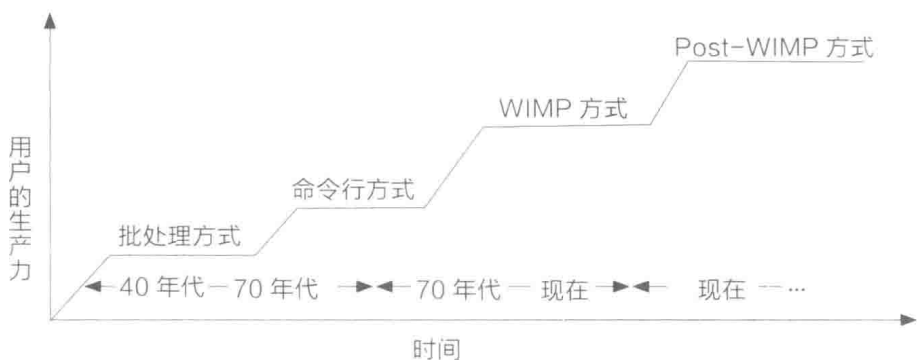 Post-WIMP 方式
WIMP 方式
命令行方式
批处理方式
用户的生产力
40 年代—70 年代
70 年代—现在
现在—…
时间